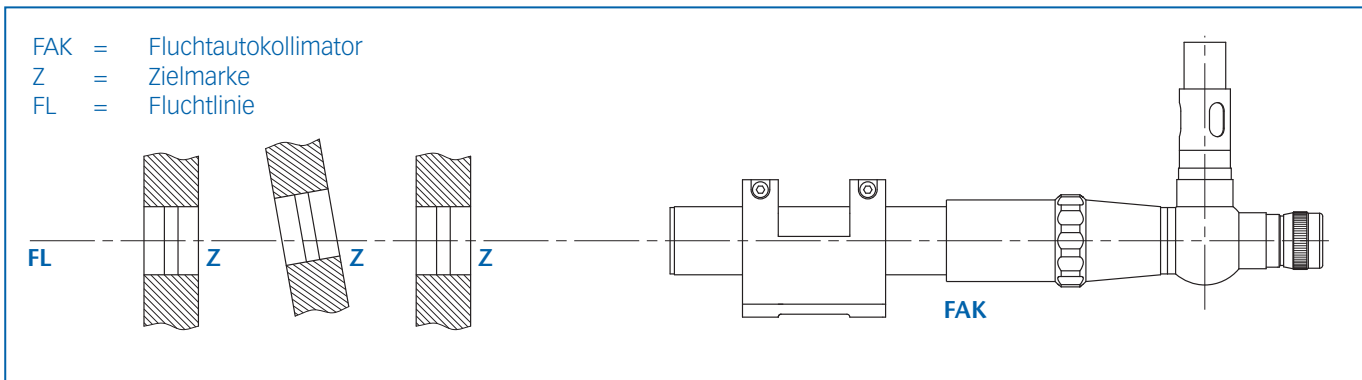 FAK = Fluchtautokollimator
Z = Zielmarke
FL = Fluchtlinie
FL Z Z Z
FAK